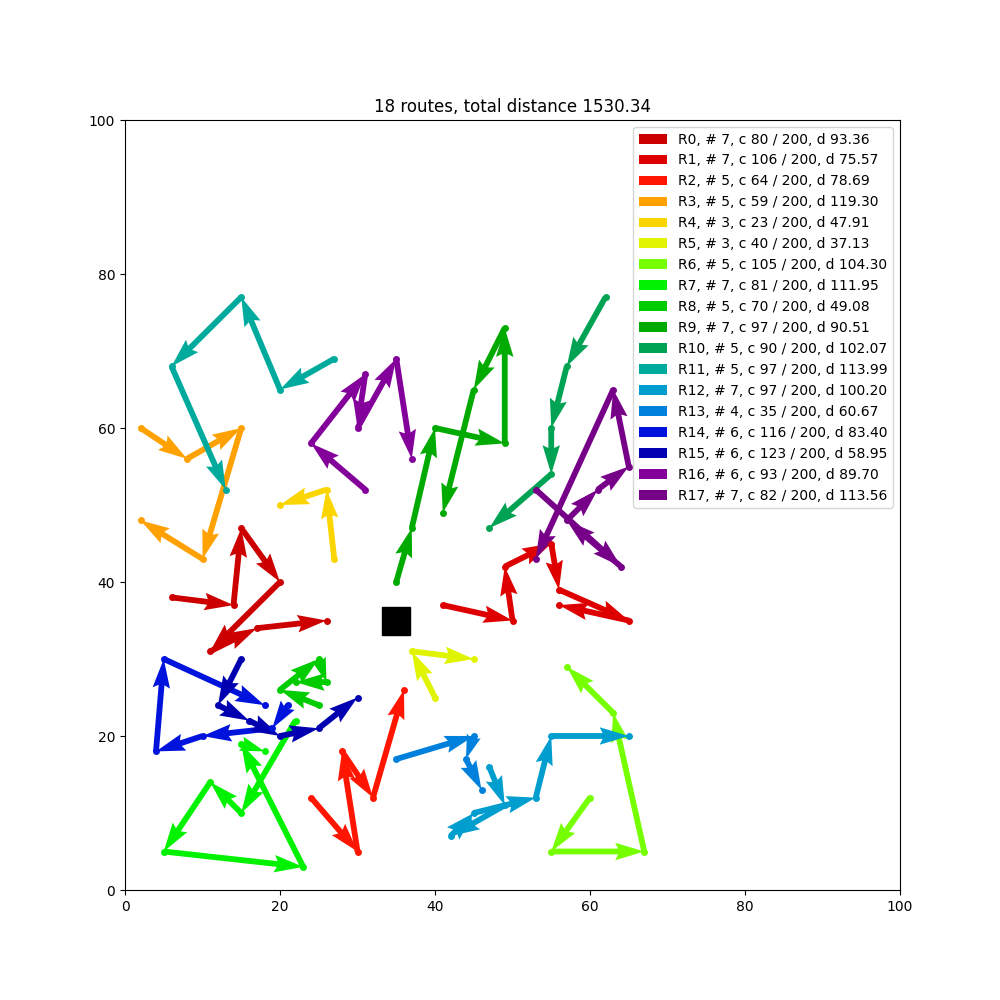 18 routes, total distance 1530.34
100
80
60
40
20
0
0 20 40 60 80 100
R0, # 7, c 80 / 200, d 93.36
R1, # 7, c 106 / 200, d 75.57
R2, # 5, c 64 / 200, d 78.69
R3, # 5, c 59 / 200, d 119.30
R4, # 3, c 23 / 200, d 47.91
R5, # 3, c 40 / 200, d 37.13
R6, # 5, c 105 / 200, d 104.30
R7, # 7, c 81 / 200, d 111.95
R8, # 5, c 70 / 200, d 49.08
R9, # 7, c 97 / 200, d 90.51
R10, # 5, c 90 / 200, d 102.07
R11, # 5, c 97 / 200, d 113.99
R12, # 7, c 97 / 200, d 100.20
R13, # 4, c 35 / 200, d 60.67
R14, # 6, c 116 / 200, d 83.40
R15, # 6, c 123 / 200, d 58.95
R16, # 6, c 93 / 200, d 89.70
R17, # 7, c 82 / 200, d 113.56